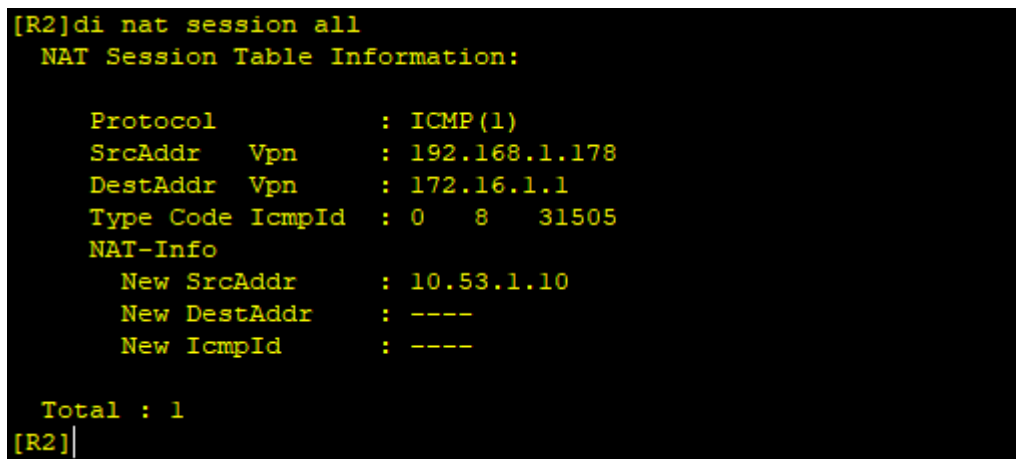 [R2]di nat session all
NAT Session Table Information:
Protocol : ICMP(1)
SrcAddr Vpn : 192.168.1.178
DestAddr Vpn : 172.16.1.1
Type Code IcmpId : 0 8 31505
NAT-Info
New SrcAddr : 10.53.1.10
New DestAddr : ----
New IcmpId : ----
Total : 1
[R2]